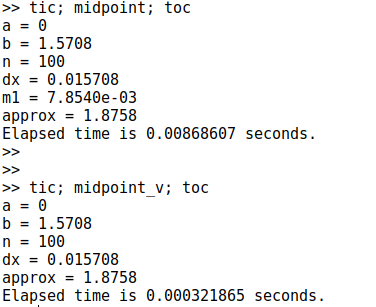 >> tic; midpoint; toc
a = 0
b = 1.5708
n = 100
dx = 0.015708
m1 = 7.8540e-03
approx = 1.8758
Elapsed time is 0.00868607 seconds.
>>
>>
>> tic; midpoint_v; toc
a = 0
b = 1.5708
n = 100
dx = 0.015708
approx = 1.8758
Elapsed time is 0.000321865 seconds.